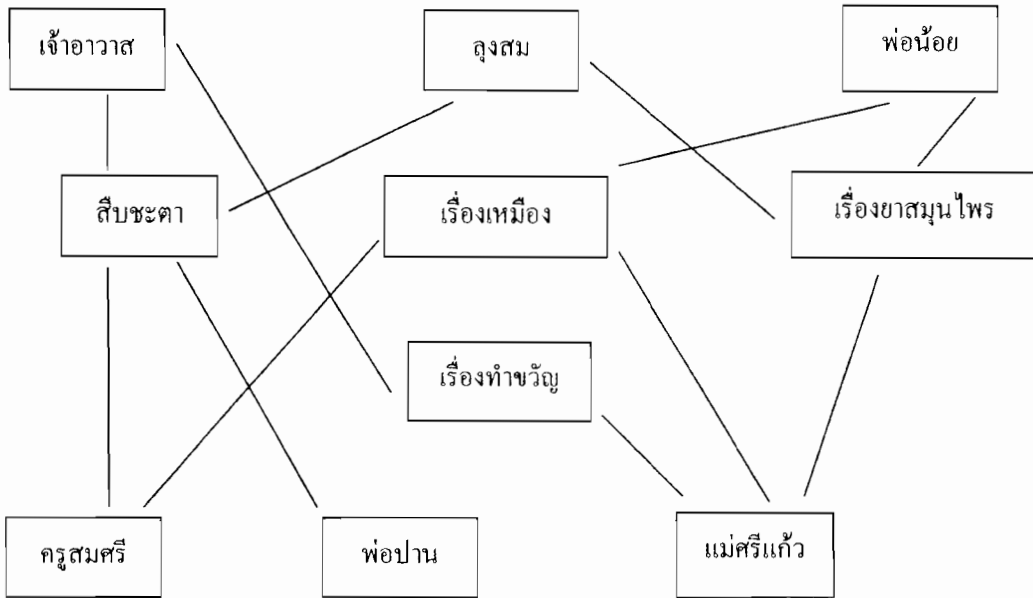 เจ้าอาวาส
ลุงสม
พ่อน้อย
สืบชะตา
เรื่องเหมือง
เรื่องยาสมุนไพร
เรื่องทำขวัญ
ครูสมศรี
พ่อปาน
แม่ศรีแก้ว